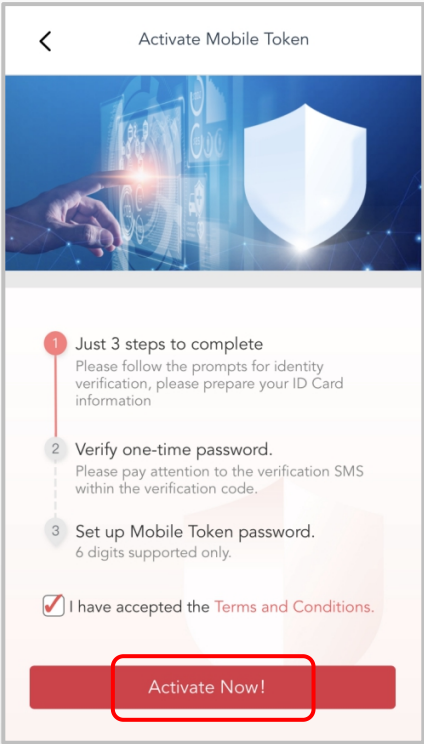 Activate Mobile Token
1 Just 3 steps to complete
Please follow the prompts for identity
verification, please prepare your ID Card
information
2 Verify one-time password.
Please pay attention to the verification SMS
within the verification code.
3 Set up Mobile Token password.
6 digits supported only.
I have accepted the Terms and Conditions.
Activate Now!